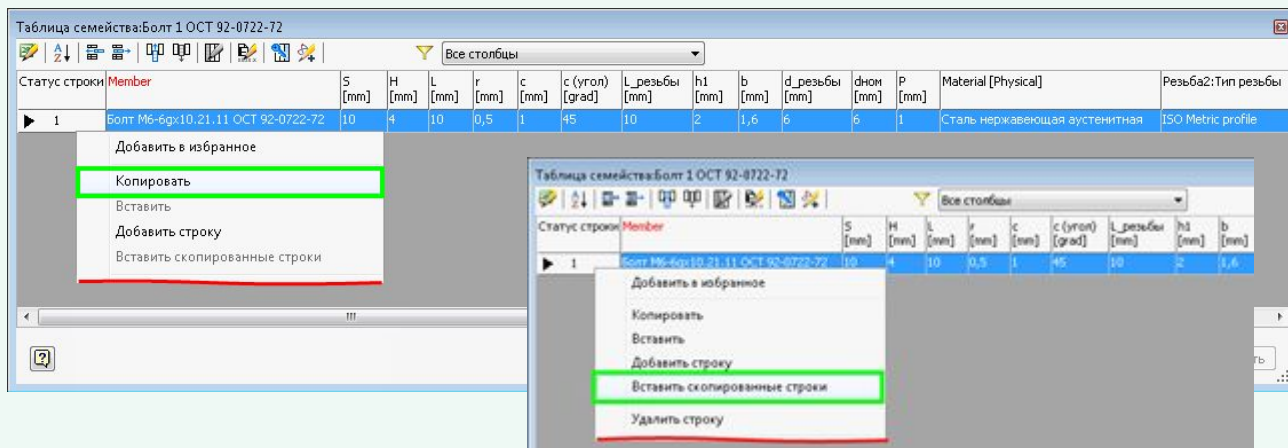 Таблица семейства:Болт 1 ОСТ 92-0722-72
Все столбцы
Статус строки Member S [mm] H [mm] L [mm] r [mm] c [mm] c (угол) [grad] L_резьбы [mm] h1 [mm] b [mm] d_резьбы [mm] dном [mm] P [mm] Material [Physical] Резьба2:Тип резьбы
1 Болт М6-6gx10.21.11 ОСТ 92-0722-72 10 4 10 0,5 1 45 10 2 1,6 6 6 1 Сталь нержавеющая аустенитная ISO Metric profile
Добавить в избранное
Копировать
Вставить
Добавить строку
Вставить скопированные строки
Таблица семейства:Болт 1 ОСТ 92-0722-72
Все столбцы
Статус строки Member S [mm] H [mm] L [mm] r [mm] c [mm] c (угол) [grad] L_резьбы [mm] h1 [mm] b [mm]
1 Болт М6-6gx10.21.11 ОСТ 92-0722-72 10 4 10 0,5 1 45 10 2 1,6
Добавить в избранное
Копировать
Вставить
Добавить строку
Вставить скопированные строки
Удалить строку